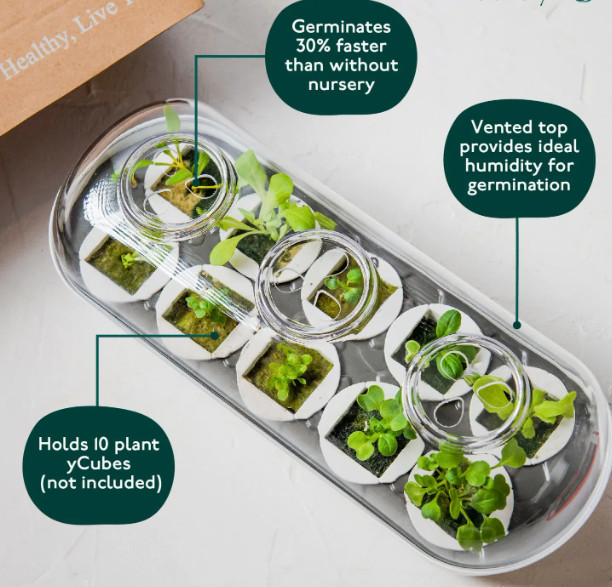 Healthy, Live
Germinates
30% faster
than without
nursery
Vented top
provides ideal
humidity for
germination
Holds 10 plant
yCubes
(not included)